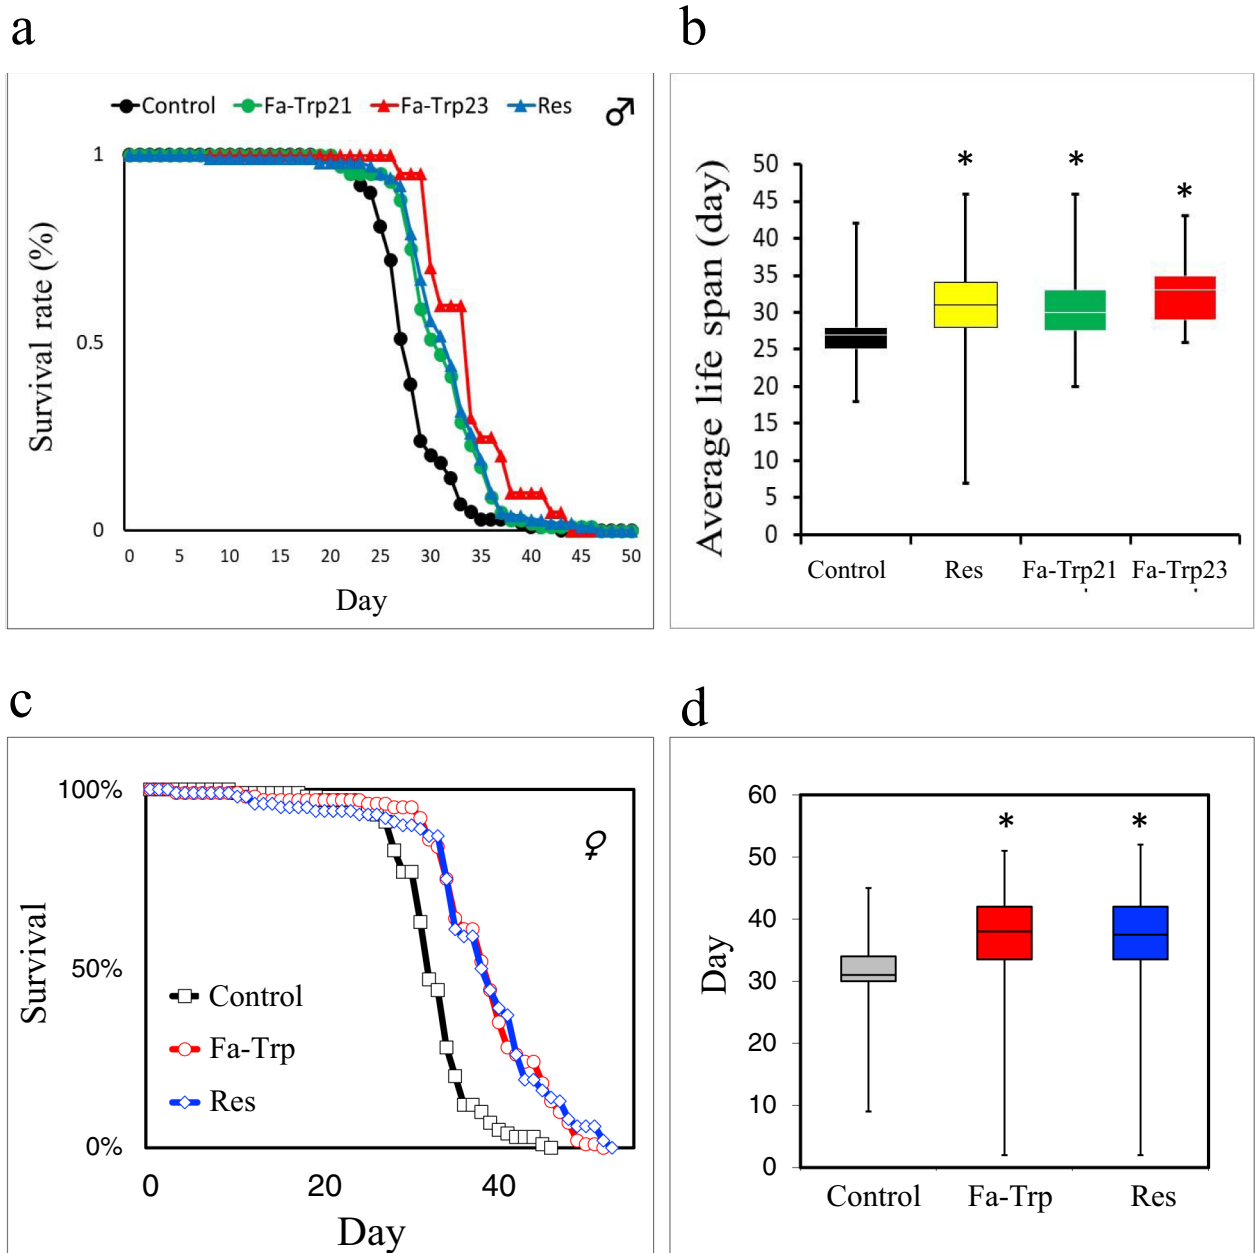 a
Control Fa-Trp21 Fa-Trp23 Res ♂
Survival rate (%)
1
0.5
0
0 5 10 15 20 25 30 35 40 45 50
Day
b
Average life span (day)
50
45
40
35
30
25
20
15
10
5
0
* * *
Control Res Fa-Trp21 Fa-Trp23
c
Survival
100%
50%
0%
♀
Control
Fa-Trp
Res
0 20 40
Day
d
Day
60
50
40
30
20
10
0
* *
Control Fa-Trp Res